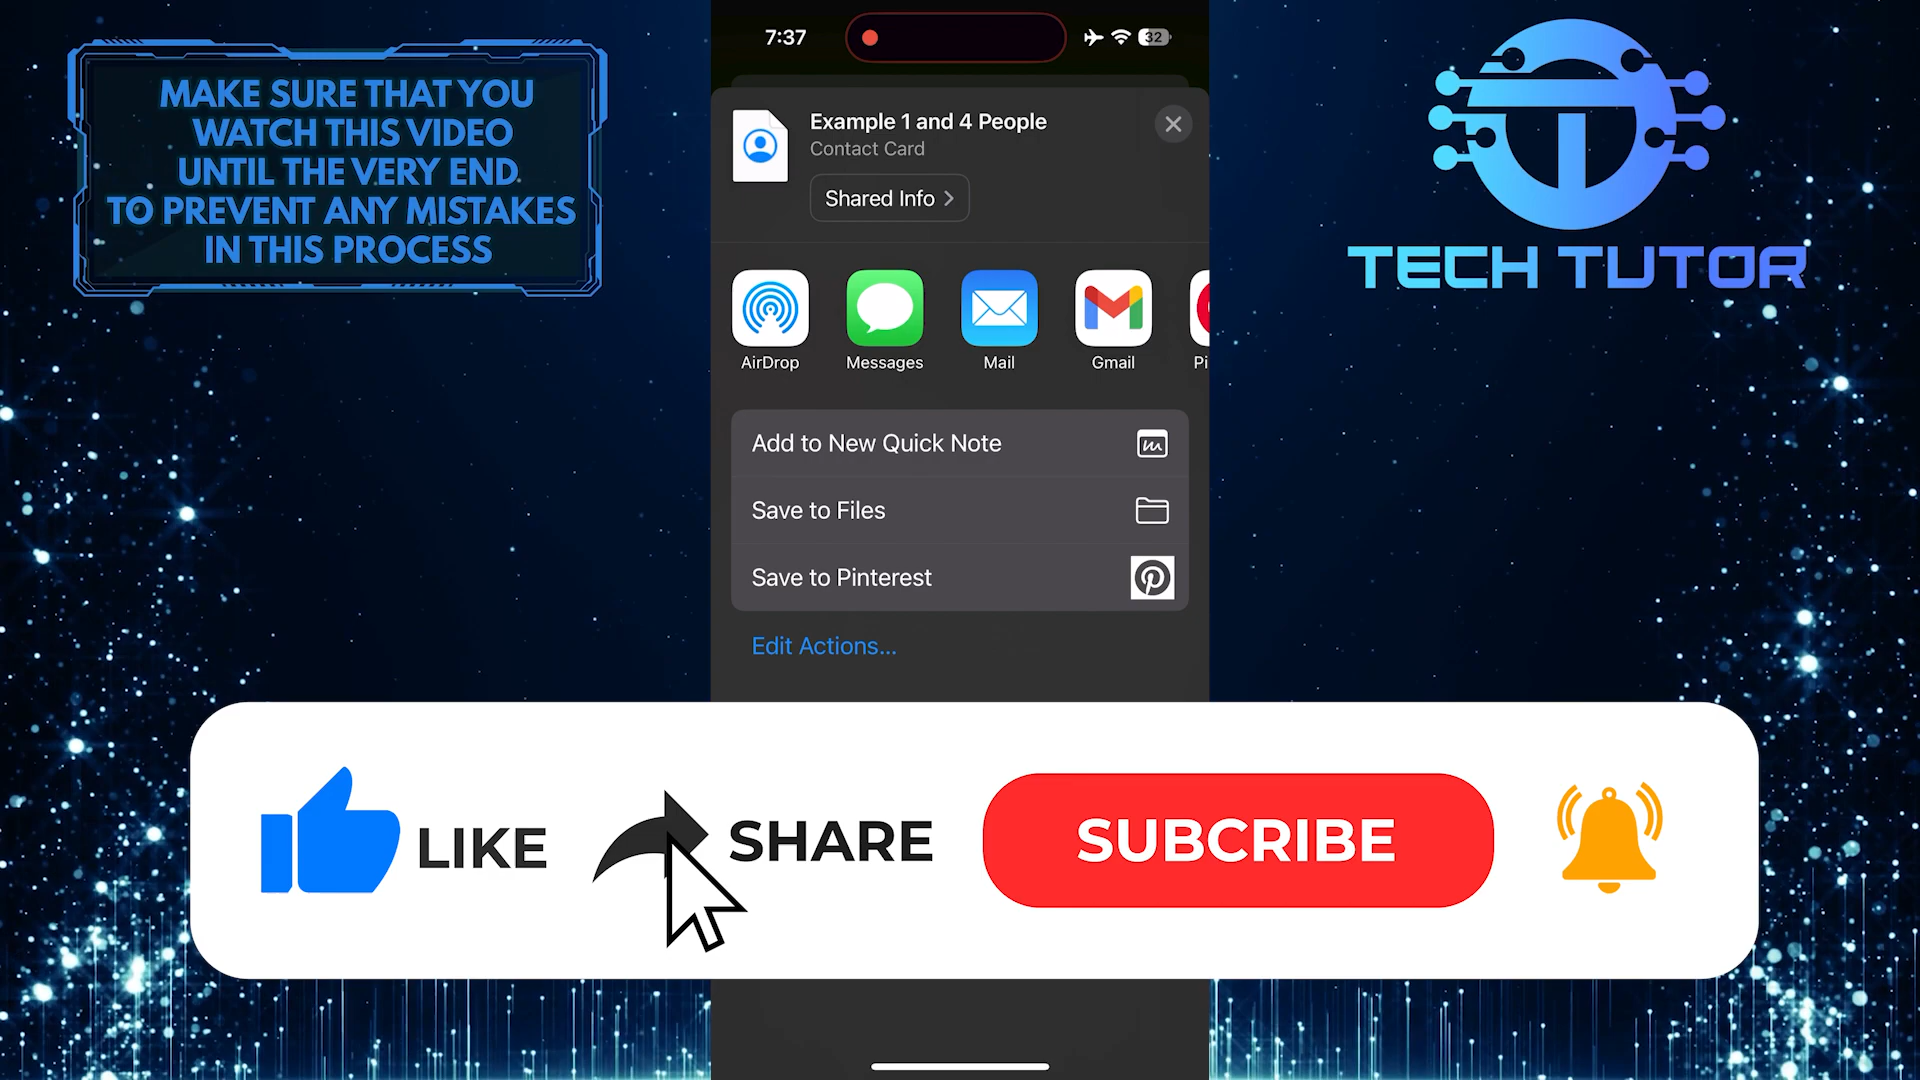 MAKE SURE THAT YOU
WATCH THIS VIDEO
UNTIL THE VERY END
TO PREVENT ANY MISTAKES
IN THIS PROCESS
7:37
32
Example 1 and 4 People
Contact Card
Shared Info
TECH TUTOR
AirDrop
Messages
Mail
Gmail
Pi
Add to New Quick Note
Save to Files
Save to Pinterest
Edit Actions...
LIKE
SHARE
SUBCRIBE